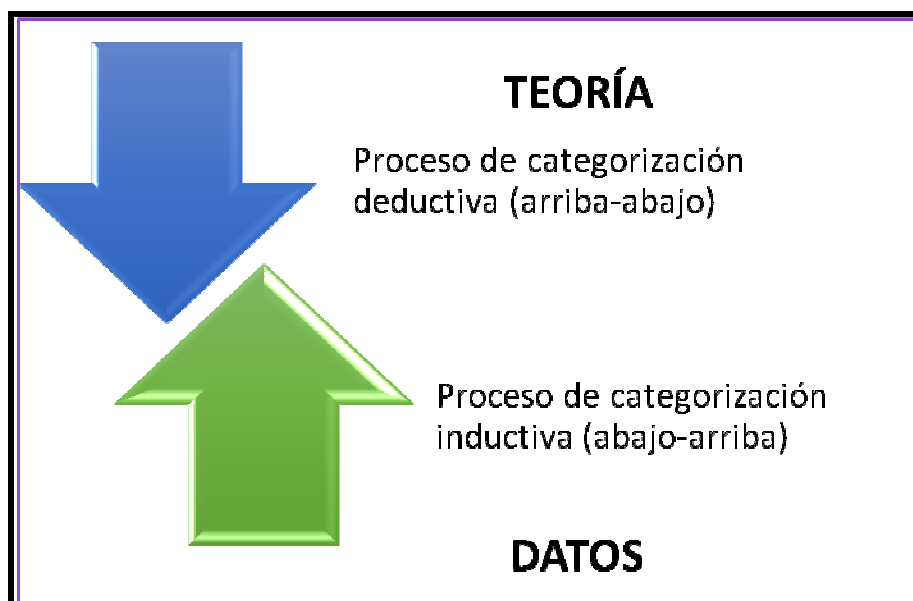 TEORÍA
Proceso de categorización
deductiva (arriba-abajo)
Proceso de categorización
inductiva (abajo-arriba)
DATOS